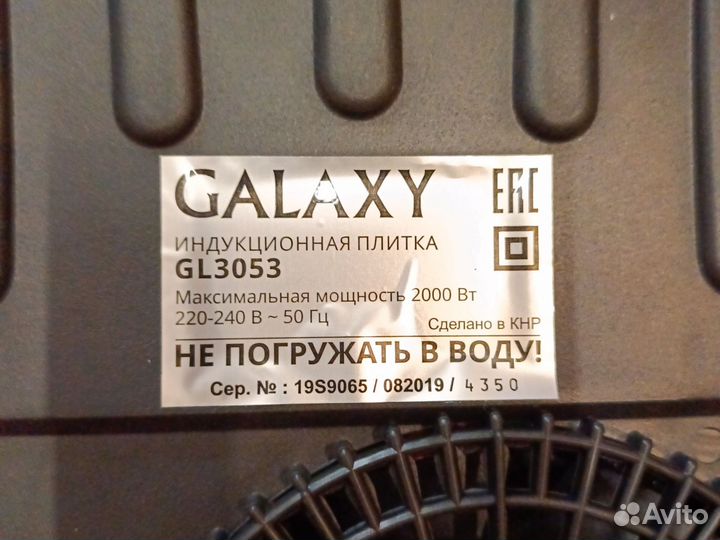 GALAXY EAC
ИНДУКЦИОННАЯ ПЛИТКА
GL3053
Максимальная мощность 2000 Вт
220-240 В ~ 50 Гц Сделано в КНР
НЕ ПОГРУЖАТЬ В ВОДУ!
Сер. № : 19S9065 / 082019 / 4350
Avito